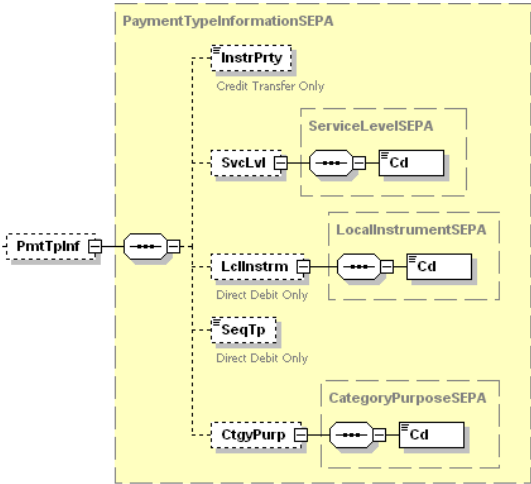 PaymentTypeInformationSEPA
InstrPrty
Credit Transfer Only
ServiceLevelSEPA
SvcLvl
Cd
LocalInstrumentSEPA
PmtTpInf
LclInstrm
Cd
Direct Debit Only
SeqTp
Direct Debit Only
CategoryPurposeSEPA
CtgyPurp
Cd